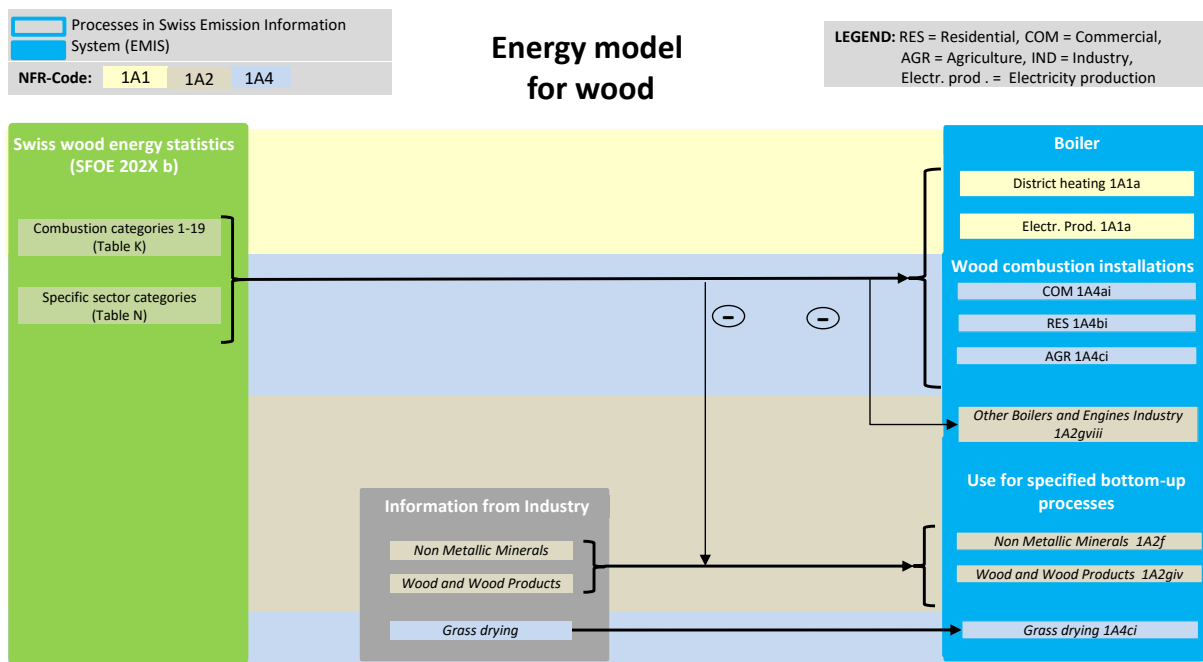 Processes in Swiss Emission Information
System (EMIS)
NFR-Code: 1A1 1A2 1A4
Energy model
for wood
LEGEND: RES = Residential, COM = Commercial,
AGR = Agriculture, IND = Industry,
Electr. prod . = Electricity production
Swiss wood energy statistics
(SFOE 202X b)
Combustion categories 1-19
(Table K)
Specific sector categories
(Table N)
Boiler
District heating 1A1a
Electr. Prod. 1A1a
Wood combustion installations
COM 1A4ai
RES 1A4bi
AGR 1A4ci
- -
Other Boilers and Engines Industry
1A2gviii
Information from Industry
Non Metallic Minerals
Wood and Wood Products
Grass drying
Use for specified bottom-up
processes
Non Metallic Minerals 1A2f
Wood and Wood Products 1A2giv
Grass drying 1A4ci